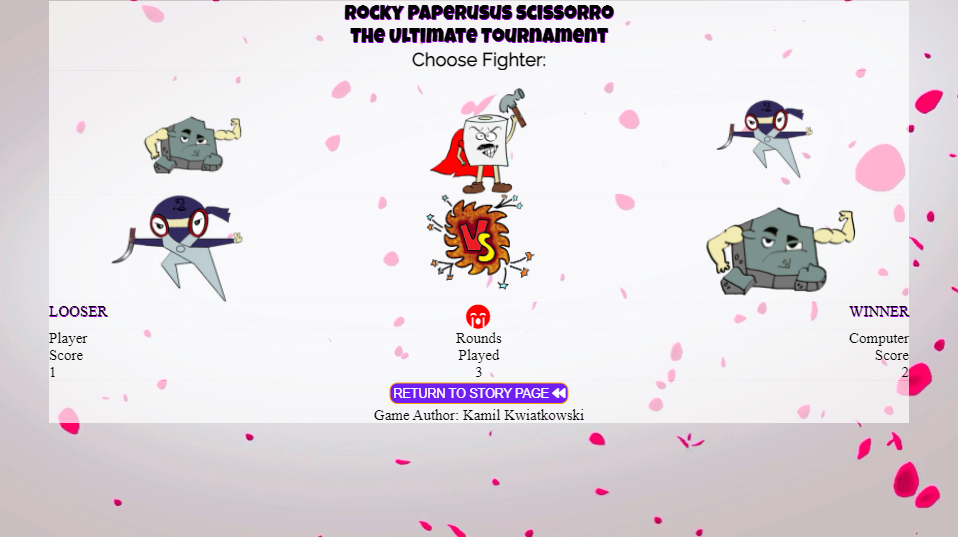 Rocky Paperusus Scissorro
The Ultimate Tournament
Choose Fighter:
VS
LOOSER
WINNER
Player
Score
1
Rounds
Played
3
Computer
Score
2
RETURN TO STORY PAGE
Game Author: Kamil Kwiatkowski